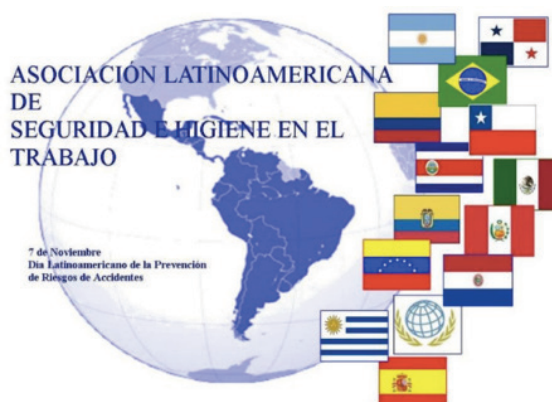 ASOCIACIÓN LATINOAMERICANA
DE
SEGURIDAD E HIGIENE EN EL
TRABAJO
7 de Noviembre
Día Latinoamericano de la Prevención
de Riesgos de Accidentes